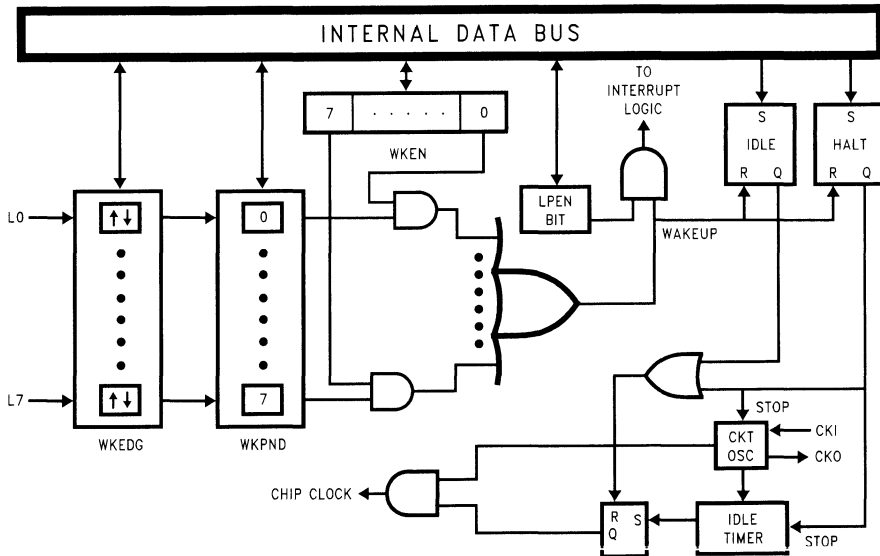 INTERNAL DATA BUS
TO
INTERRUPT
LOGIC
7 · · · · · 0
WKEN
S
IDLE
R Q
S
HALT
R Q
LPEN
BIT
WAKEUP
L0
↑↓
0
L7
↑↓
7
WKEDG
WKPND
STOP
CKT
OSC
CKI
CKO
CHIP CLOCK
R S
Q
IDLE
TIMER
STOP